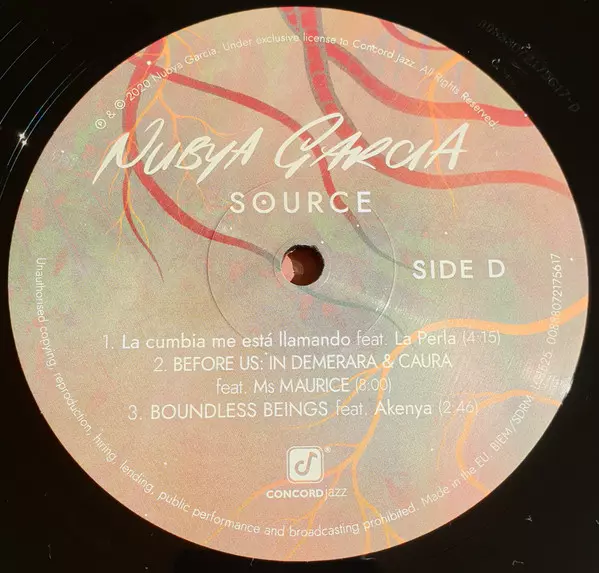 ℗ & © 2020 Nubya Garcia. Under exclusive license to Concord Jazz. All Rights Reserved.
NUBYA GARCIA
SOURCE
SIDE D
1. La cumbia me está llamando feat. La Perla (4:15)
2. BEFORE US: IN DEMERARA & CAURA
feat. Ms MAURICE (8:00)
3. BOUNDLESS BEINGS feat. Akenya (2:46)
CONCORD jazz
Unauthorised copying, reproduction, hiring, lending, public performance and broadcasting prohibited. Made in the EU. BIEM/SDRM
00888072175617